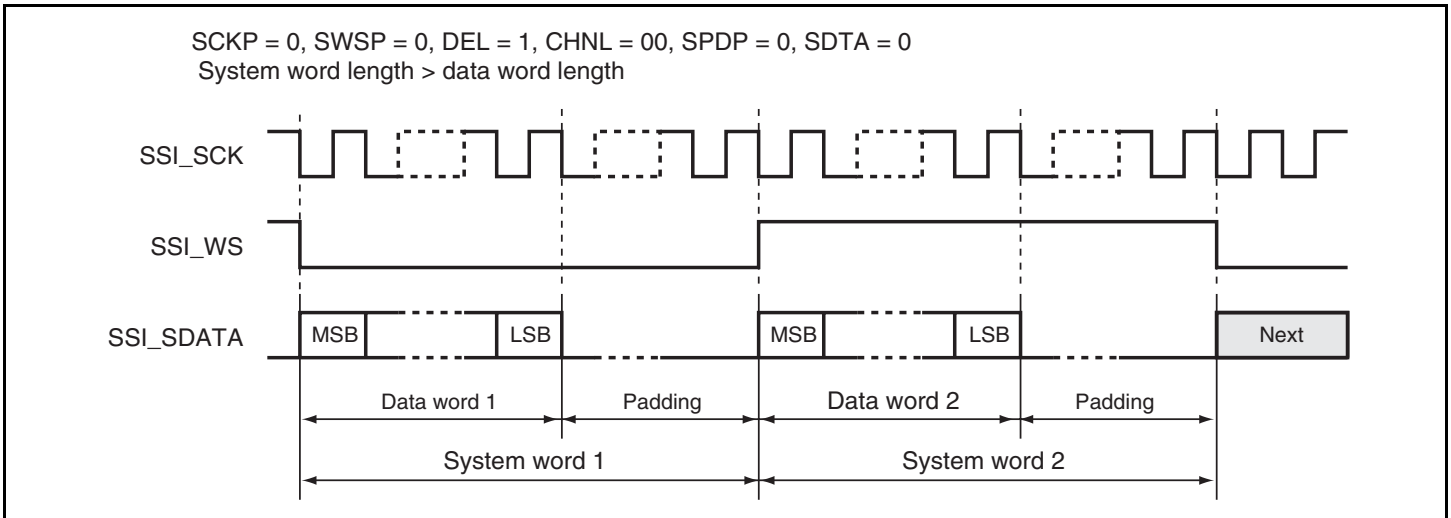 SCKP = 0, SWSP = 0, DEL = 1, CHNL = 00, SPDP = 0, SDTA = 0
System word length > data word length
SSI_SCK
SSI_WS
SSI_SDATA
MSB
LSB
MSB
LSB
Next
Data word 1
Padding
Data word 2
Padding
System word 1
System word 2